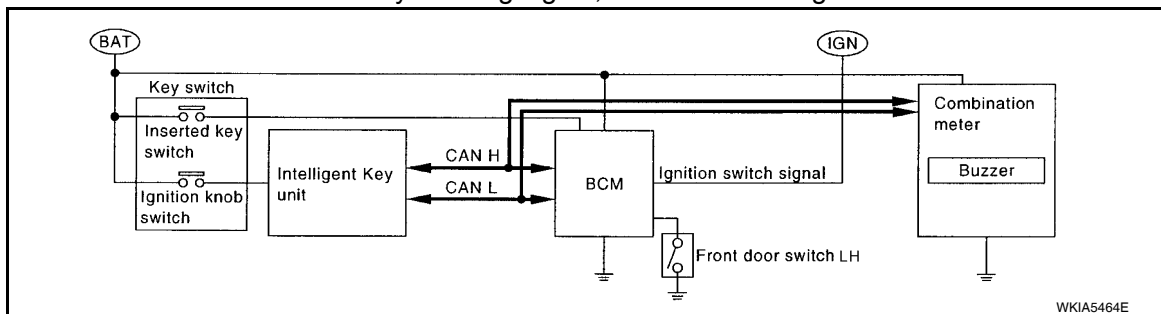 BAT
IGN
Key switch
Inserted key
switch
Ignition knob
switch
Intelligent Key
unit
CAN H
CAN L
BCM
Ignition switch signal
Front door switch LH
Combination
meter
Buzzer
WKIA5464E